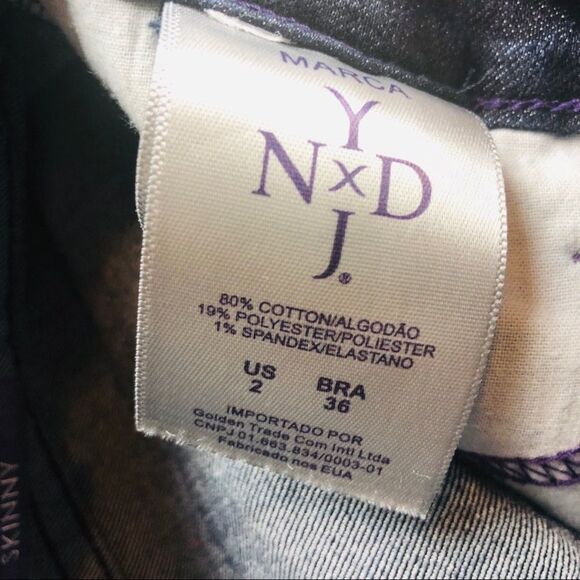 MARCA
Y
N x D
J.®
80% COTTON/ALGODÃO
19% POLYESTER/POLIESTER
1% SPANDEX/ELASTANO
US BRA
2 36
IMPORTADO POR
Golden Trade Com Intl Ltda
CNPJ 01.663.834/0003-01
Fabricado nos EUA
SKINNY